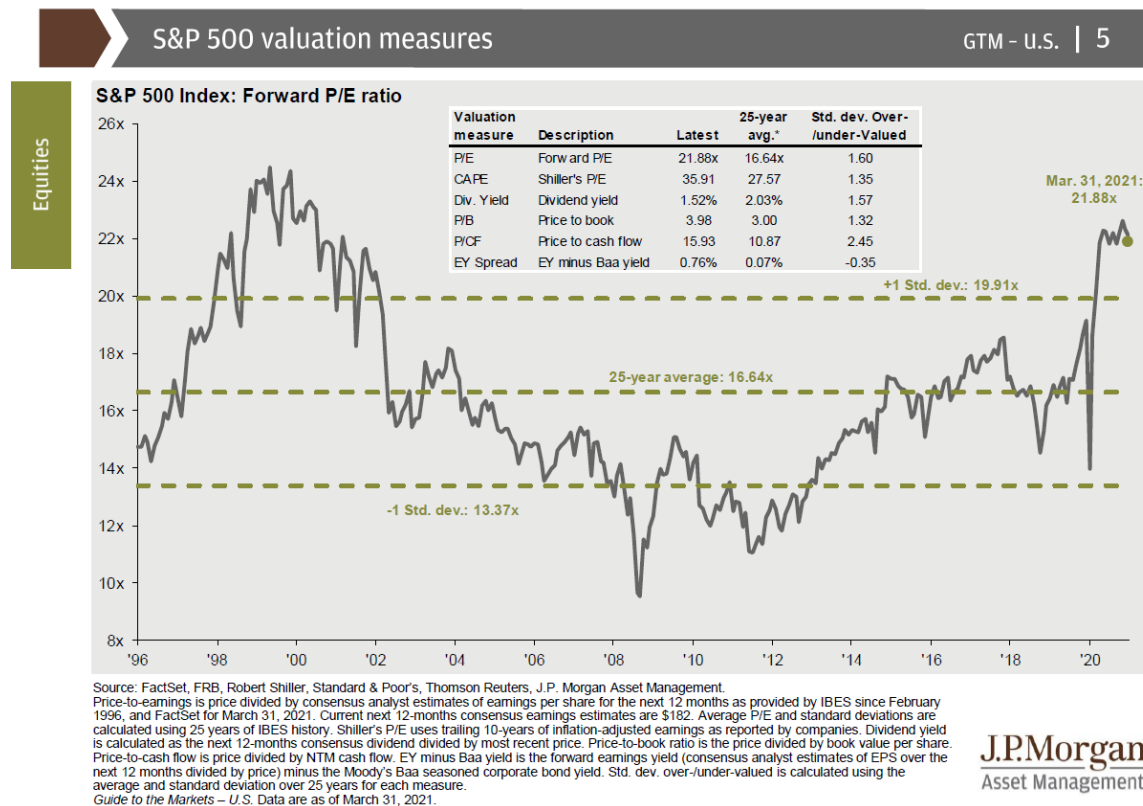 S&P 500 valuation measures
GTM – U.S. | 5
Equities
S&P 500 Index: Forward P/E ratio
Valuation measure Description Latest 25-year avg.* Std. dev. Over-/under-Valued
P/E Forward P/E 21.88x 16.64x 1.60
CAPE Shiller's P/E 35.91 27.57 1.35
Div. Yield Dividend yield 1.52% 2.03% 1.57
P/B Price to book 3.98 3.00 1.32
P/CF Price to cash flow 15.93 10.87 2.45
EY Spread EY minus Baa yield 0.76% 0.07% -0.35
26x
24x
22x
20x
18x
16x
14x
12x
10x
8x
Mar. 31, 2021:
21.88x
+1 Std. dev.: 19.91x
25-year average: 16.64x
-1 Std. dev.: 13.37x
'96 '98 '00 '02 '04 '06 '08 '10 '12 '14 '16 '18 '20
Source: FactSet, FRB, Robert Shiller, Standard & Poor's, Thomson Reuters, J.P. Morgan Asset Management.
Price-to-earnings is price divided by consensus analyst estimates of earnings per share for the next 12 months as provided by IBES since February
1996, and FactSet for March 31, 2021. Current next 12-months consensus earnings estimates are $182. Average P/E and standard deviations are
calculated using 25 years of IBES history. Shiller's P/E uses trailing 10-years of inflation-adjusted earnings as reported by companies. Dividend yield
is calculated as the next 12-months consensus dividend divided by most recent price. Price-to-book ratio is the price divided by book value per share.
Price-to-cash flow is price divided by NTM cash flow. EY minus Baa yield is the forward earnings yield (consensus analyst estimates of EPS over the
next 12 months divided by price) minus the Moody's Baa seasoned corporate bond yield. Std. dev. over-/under-valued is calculated using the
average and standard deviation over 25 years for each measure.
Guide to the Markets – U.S. Data are as of March 31, 2021.
J.P.Morgan
Asset Management